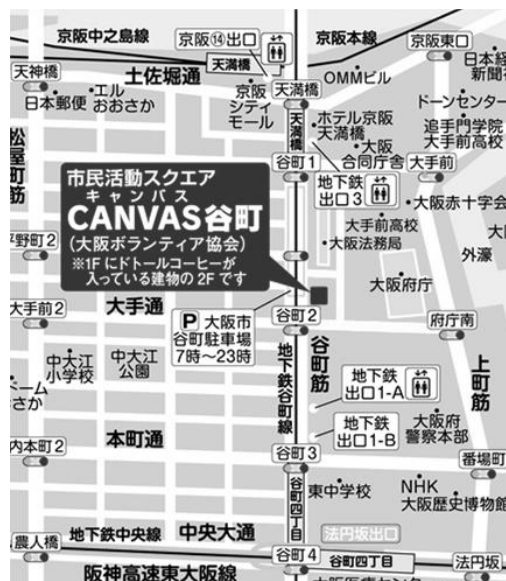 京阪中之島線
京阪⑭出口
京阪本線
京阪東口
天満橋
天神橋
土佐堀通
OMMビル
日本郵便
エル
おおさか
京阪
シティ
モール
天満橋
ドーンセンター
ホテル京阪
天満橋
追手門学院
大手前高校
天満橋
大阪
合同庁舎
谷町1
大手前
松屋町筋
地下鉄
出口3
市民活動スクエア
キャンバス
CANVAS谷町
(大阪ボランティア協会)
※1Fにドトールコーヒーが
入っている建物の2Fです
大阪赤十字会
大手前高校
大阪法務局
外濠
大阪府庁
大手前2
大手通
P 大阪市
谷町駐車場
7時~23時
谷町2
府庁南
中大江
小学校
中大江
公園
地下鉄谷町線
谷町筋
上町筋
地下鉄
出口1-A
地下鉄
出口1-B
大阪府
警察本部
本町通
内本町2
谷町3
番場町
東中学校
NHK
大阪歴史博物館
谷町四丁目
農人橋
地下鉄中央線
中央大通
法円坂出口
谷町4
谷町四丁目
法円坂
阪神高速東大阪線